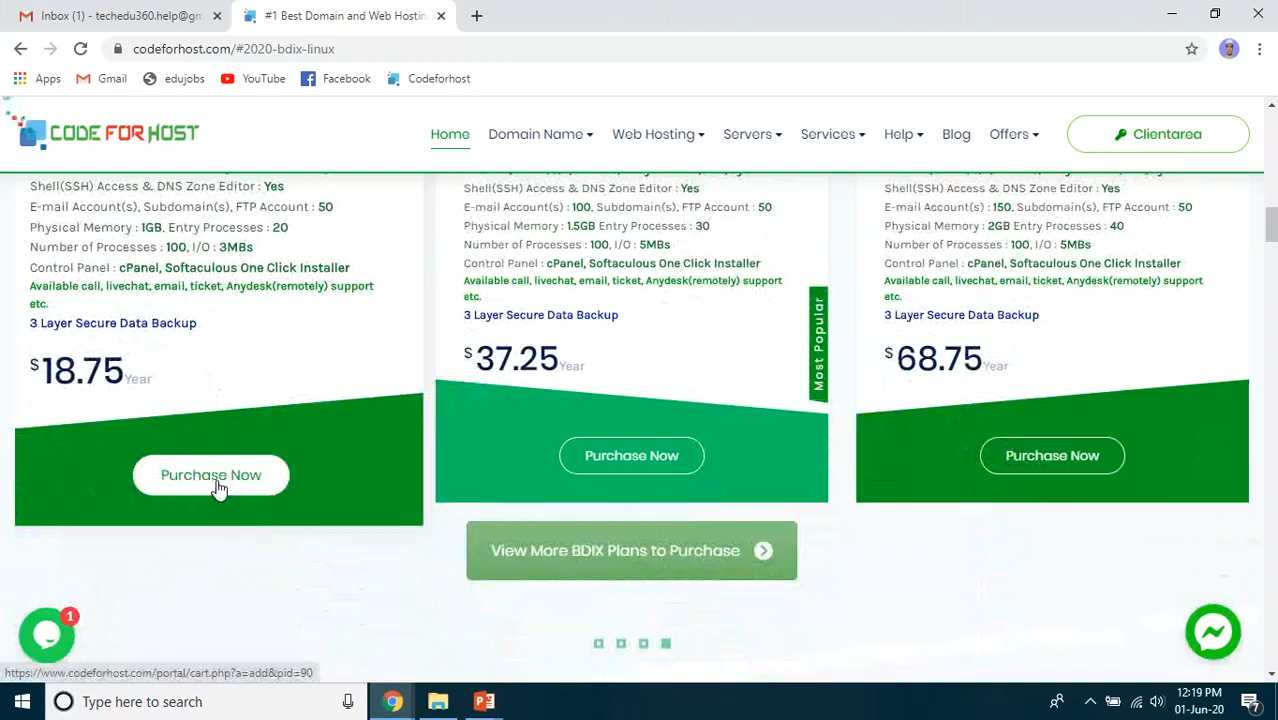 Inbox (1) - techedu360.help@gm
#1 Best Domain and Web Hostin
codeforhost.com/#2020-bdix-linux
Apps
Gmail
edujobs
YouTube
Facebook
Codeforhost
CODE FOR HOST
Home
Domain Name
Web Hosting
Servers
Services
Help
Blog
Offers
Clientarea
Shell(SSH) Access & DNS Zone Editor : Yes
E-mail Account(s), Subdomain(s), FTP Account : 50
Physical Memory : 1GB, Entry Processes : 20
Number of Processes : 100, I/O : 3MBs
Control Panel : cPanel, Softaculous One Click Installer
Available call, livechat, email, ticket, Anydesk(remotely) support
etc.
3 Layer Secure Data Backup
$18.75Year
Purchase Now
Shell(SSH) Access & DNS Zone Editor : Yes
E-mail Account(s), Subdomain(s), FTP Account : 50
E-mail Account(s): 100, Subdomain(s), FTP Account : 50
Physical Memory : 1.5GB Entry Processes : 30
Number of Processes : 100, I/O : 5MBs
Control Panel : cPanel, Softaculous One Click Installer
Available call, livechat, email, ticket, Anydesk(remotely) support
etc.
3 Layer Secure Data Backup
$37.25Year
Most Popular
Purchase Now
Shell(SSH) Access & DNS Zone Editor : Yes
E-mail Account(s): 150, Subdomain(s), FTP Account : 50
Physical Memory : 2GB Entry Processes : 40
Number of Processes : 100, I/O : 5MBs
Control Panel : cPanel, Softaculous One Click Installer
Available call, livechat, email, ticket, Anydesk(remotely) support
etc.
3 Layer Secure Data Backup
$68.75Year
Purchase Now
View More BDIX Plans to Purchase
1
https://www.codeforhost.com/portal/cart.php?a=add&pid=90
Type here to search
12:19 PM
01-Jun-20
7